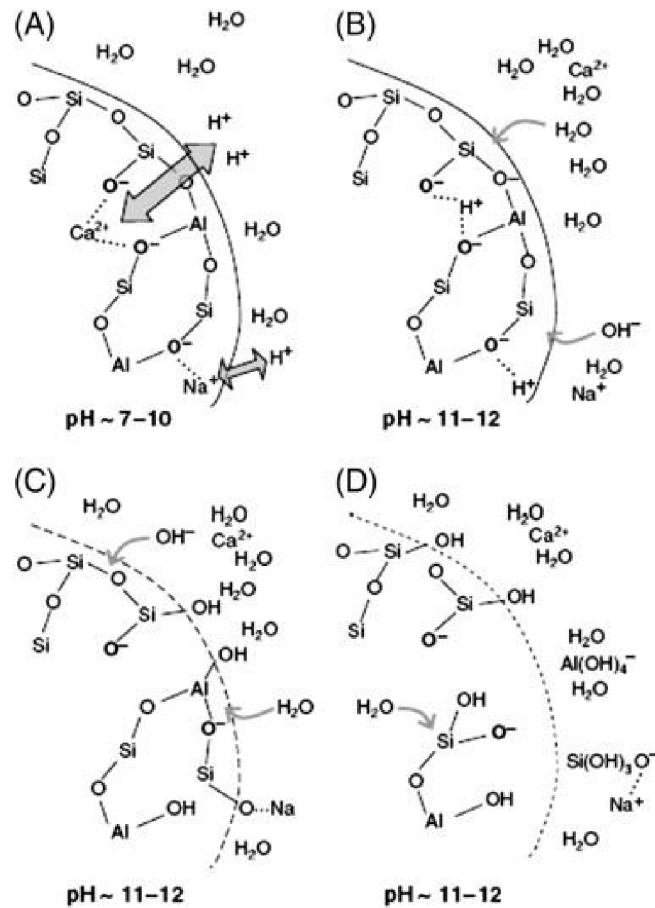 (A)
H₂O
H₂O
H₂O
O
Si
O
H⁺
O
Si
H⁺
Si
O⁻
O
Ca²⁺
Al
H₂O
O⁻
O
Si
O
Si
H₂O
Al
O⁻
H⁺
Na⁺
pH ~ 7–10
(B)
H₂O
H₂O
Ca²⁺
H₂O
O
Si
O
H₂O
O
Si
H₂O
Si
O⁻
O–
H⁺
Al
H₂O
O⁻
O
Si
Si
O
OH⁻
Al
O⁻
H₂O
H⁺
Na⁺
pH ~ 11–12
(C)
H₂O
H₂O
OH⁻
Ca²⁺
O
Si
O
H₂O
O
Si
OH
H₂O
Si
O⁻
H₂O
OH
O
Al
H₂O
O⁻
Si
Si
O
O
Na
Al
OH
H₂O
pH ~ 11–12
(D)
H₂O
H₂O
Ca²⁺
OH
H₂O
O
Si
O
O
Si
OH
Si
O⁻
H₂O
Al(OH)₄⁻
H₂O
OH
H₂O
Si
O⁻
O
Si(OH)₃O⁻
OH
Na⁺
Al
H₂O
pH ~ 11–12